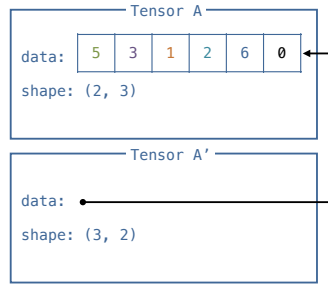 Tensor A
data: 5 3 1 2 6 0
shape: (2, 3)
Tensor A’
data:
shape: (3, 2)